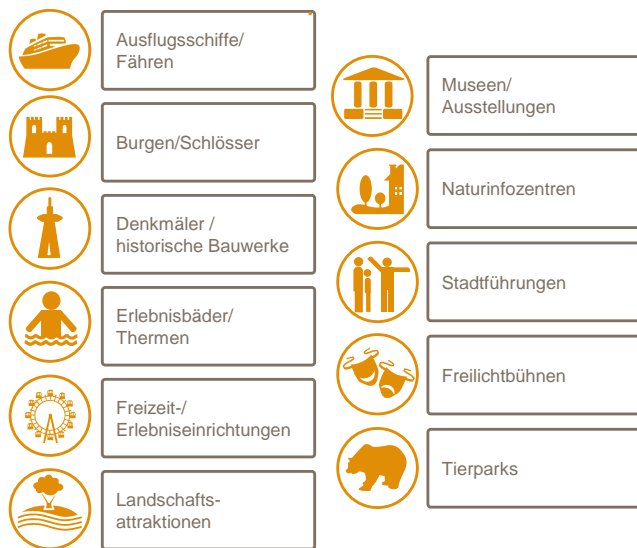 Ausflugsschiffe/
Fähren
Burgen/Schlösser
Denkmäler /
historische Bauwerke
Erlebnisbäder/
Thermen
Freizeit-/
Erlebniseinrichtungen
Landschafts-
attraktionen
Museen/
Ausstellungen
Naturinfozentren
Stadtführungen
Freilichtbühnen
Tierparks